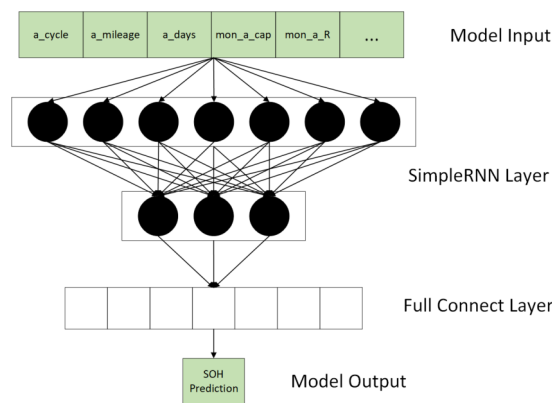 a_cycle a_mileage a_days mon_a_cap mon_a_R ...
Model Input
SimpleRNN Layer
Full Connect Layer
SOH
Prediction
Model Output